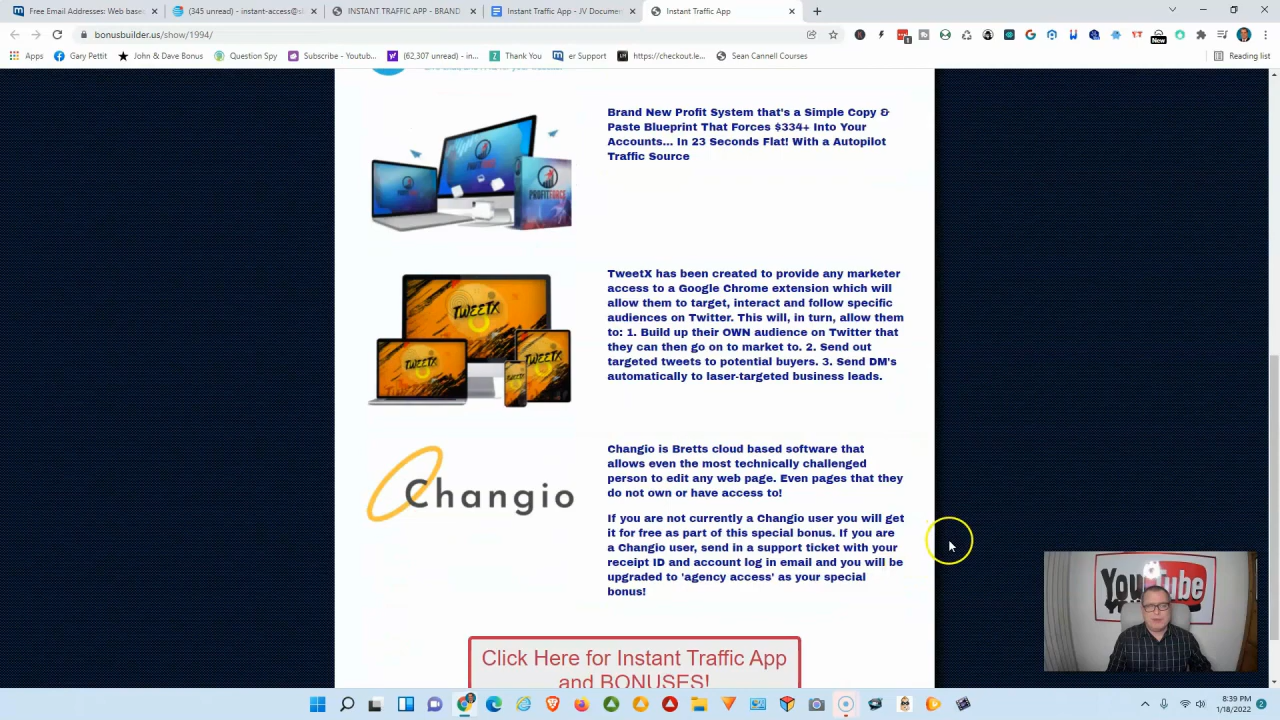 Free Email Addresses: Web based
(345 unread) - instant-access@s
INSTANT TRAFFIC APP - BRAND
Instant Traffic App - JV Documen
Instant Traffic App
bonusbuilder.us/show/1994/
New
Apps
Gary Pettit
John & Dave Bonus
Question Spy
Subscribe - Youtub...
(62,307 unread) - in...
Thank You
er Support
https://checkout.le...
Sean Cannell Courses
Reading list
Brand New Profit System that's a Simple Copy &
Paste Blueprint That Forces $334+ Into Your
Accounts... In 23 Seconds Flat! With a Autopilot
Traffic Source
PROFITFORCE
TweetX has been created to provide any marketer
access to a Google Chrome extension which will
allow them to target, interact and follow specific
audiences on Twitter. This will, in turn, allow them
to: 1. Build up their OWN audience on Twitter that
they can then go on to market to. 2. Send out
targeted tweets to potential buyers. 3. Send DM's
automatically to laser-targeted business leads.
TWEETX
TWEETX
TWEETX
TWEETX
Changio is Bretts cloud based software that
allows even the most technically challenged
person to edit any web page. Even pages that they
do not own or have access to!
Changio
If you are not currently a Changio user you will get
it for free as part of this special bonus. If you are
a Changio user, send in a support ticket with your
receipt ID and account log in email and you will be
upgraded to 'agency access' as your special
bonus!
YouTube
Click Here for Instant Traffic App
and BONUSES!
8:39 PM
1/18/2022